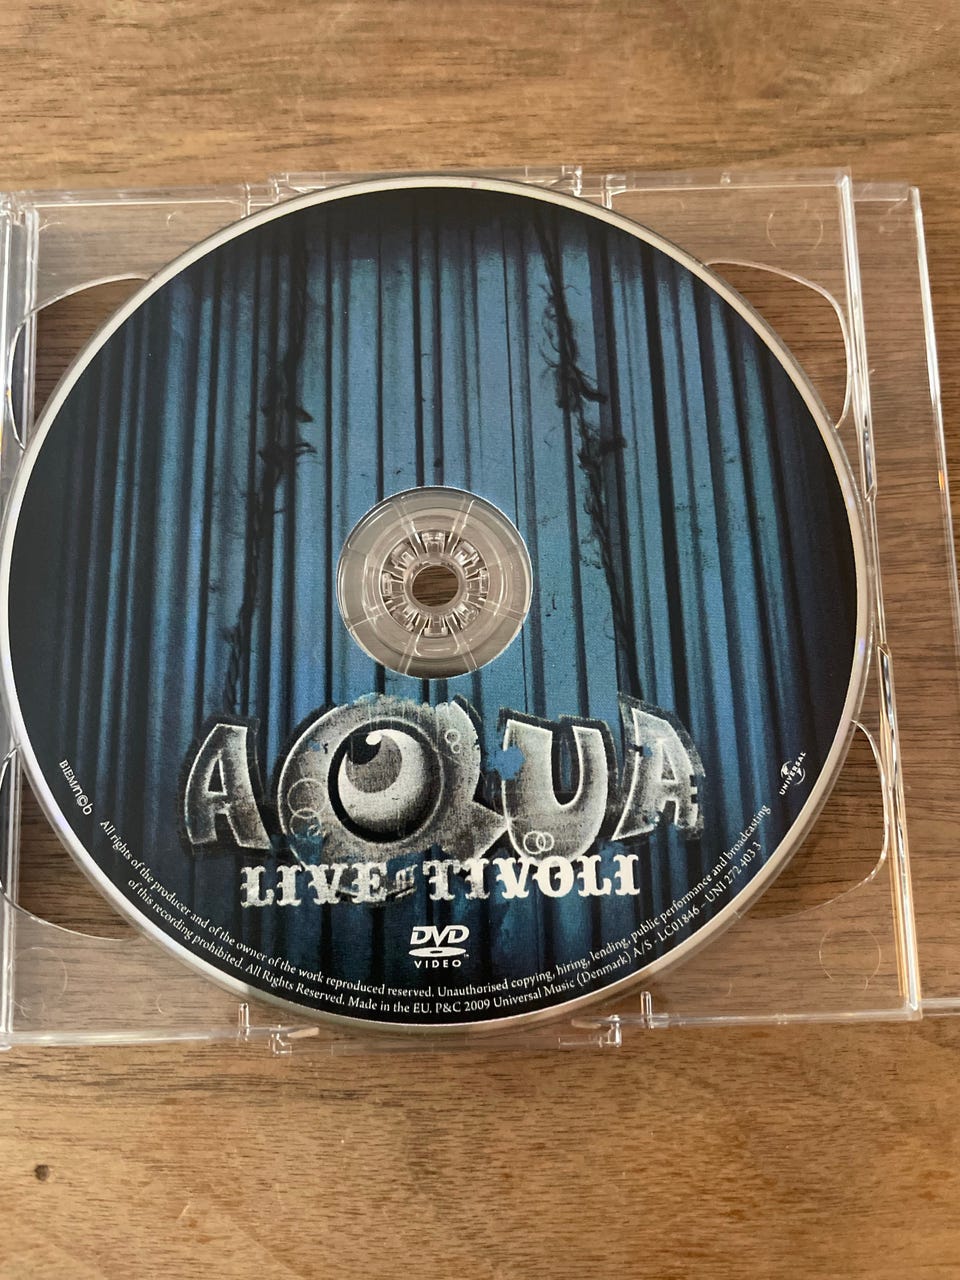 AQUA
LIVE at TIVOLI
DVD
VIDEO
BIEM/n©b
UNIVERSAL
All rights of the producer and of the owner of the work reproduced reserved. Unauthorised copying, hiring, lending, public performance and broadcasting
of this recording prohibited. All Rights Reserved. Made in the EU. P&C 2009 Universal Music (Denmark) A/S - LC01846 – UNI 272 403 3